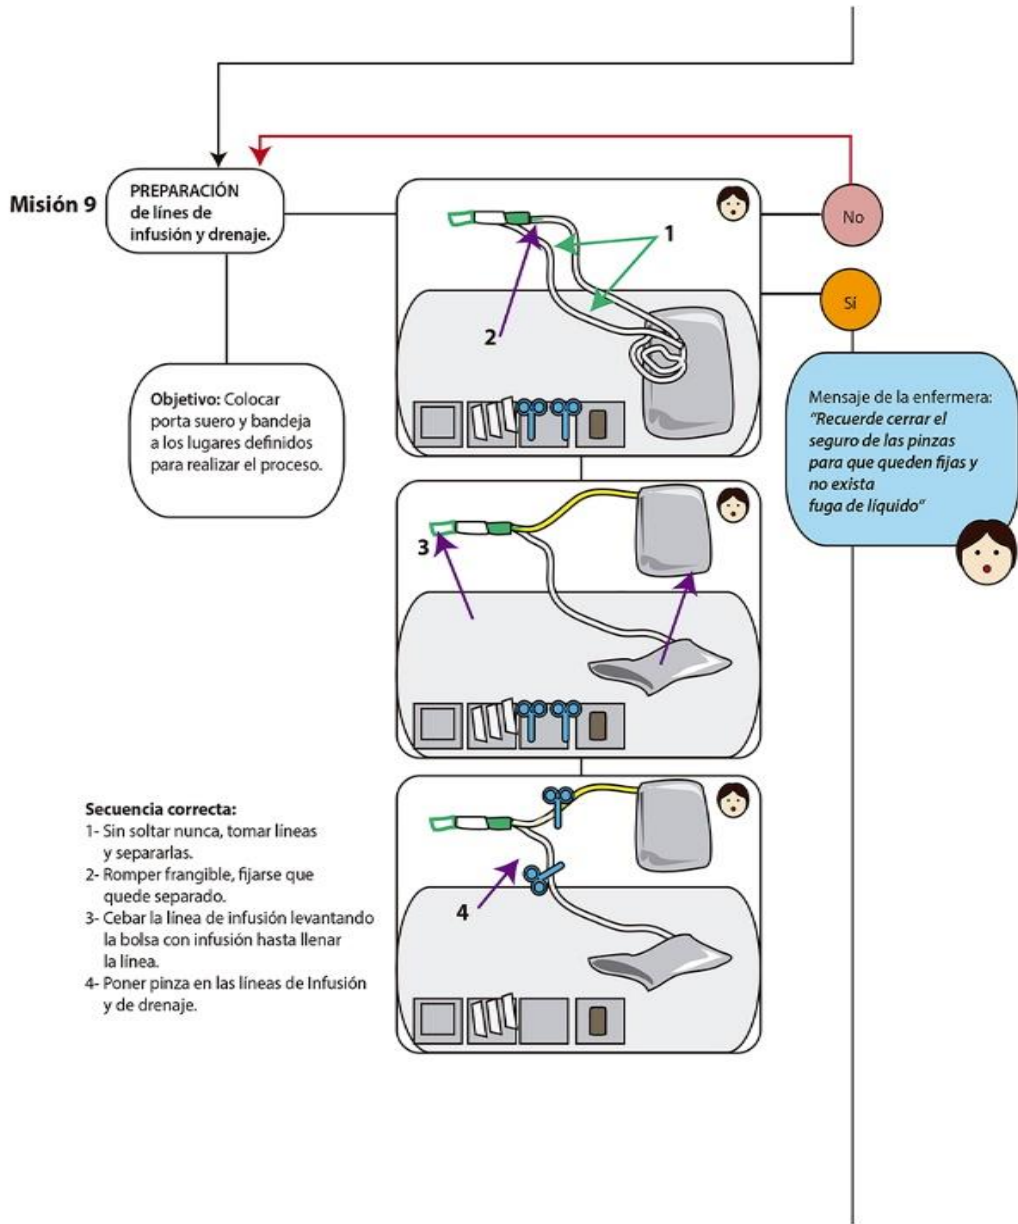 Misión 9
PREPARACIÓN
de línes de
infusión y drenaje.
1
2
No
Sí
Objetivo: Colocar
porta suero y bandeja
a los lugares definidos
para realizar el proceso.
Mensaje de la enfermera:
"Recuerde cerrar el
seguro de las pinzas
para que queden fijas y
no exista
fuga de líquido"
3
Secuencia correcta:
1- Sin soltar nunca, tomar líneas
y separarlas.
2- Romper frangible, fijarse que
quede separado.
3- Cebar la línea de infusión levantando
la bolsa con infusión hasta llenar
la línea.
4- Poner pinza en las líneas de Infusión
y de drenaje.
4